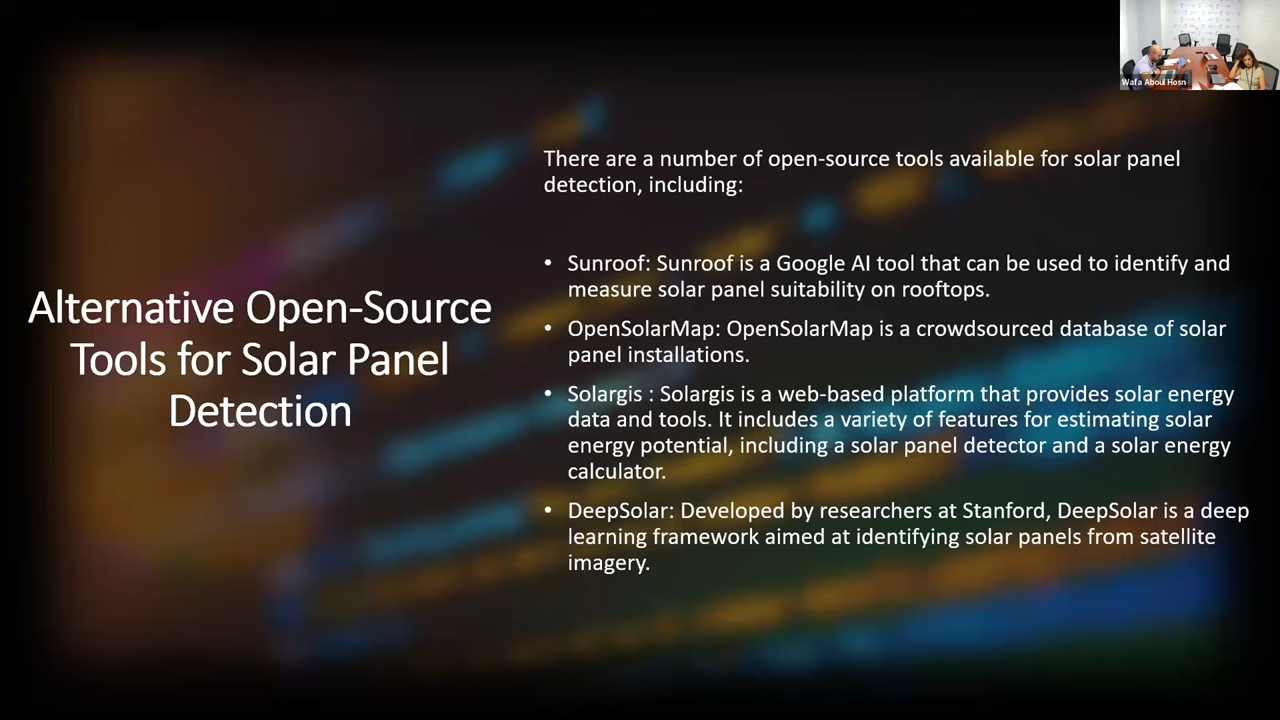 Wafa Aboul Hosn
Alternative Open-Source
Tools for Solar Panel
Detection
There are a number of open-source tools available for solar panel
detection, including:
• Sunroof: Sunroof is a Google AI tool that can be used to identify and
measure solar panel suitability on rooftops.
• OpenSolarMap: OpenSolarMap is a crowdsourced database of solar
panel installations.
• Solargis : Solargis is a web-based platform that provides solar energy
data and tools. It includes a variety of features for estimating solar
energy potential, including a solar panel detector and a solar energy
calculator.
• DeepSolar: Developed by researchers at Stanford, DeepSolar is a deep
learning framework aimed at identifying solar panels from satellite
imagery.